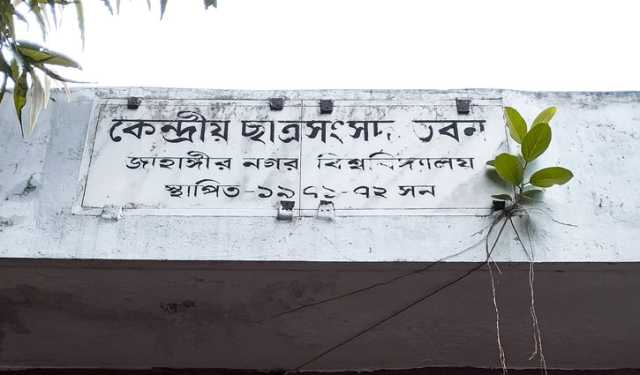 কেন্দ্রীয় ছাত্রসংসদ ভবন
জাহাঙ্গীর নগর বিশ্ববিদ্যালয়
স্থাপিত-১৯৭১-৭২ সন